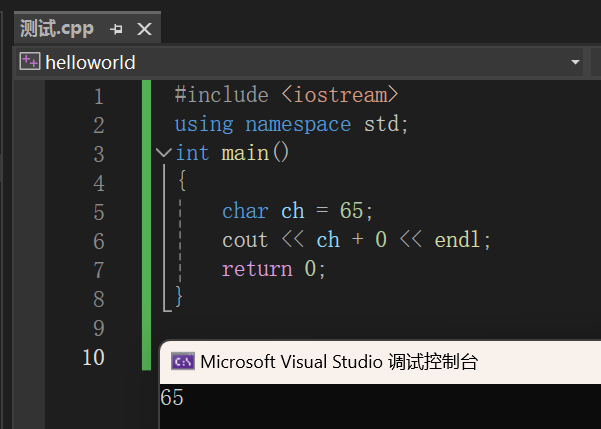 测试.cpp
helloworld
1 #include <iostream>
2 using namespace std;
3 int main()
4 {
5 char ch = 65;
6 cout << ch + 0 << endl;
7 return 0;
8 }
9
10
C:\ Microsoft Visual Studio 调试控制台
65